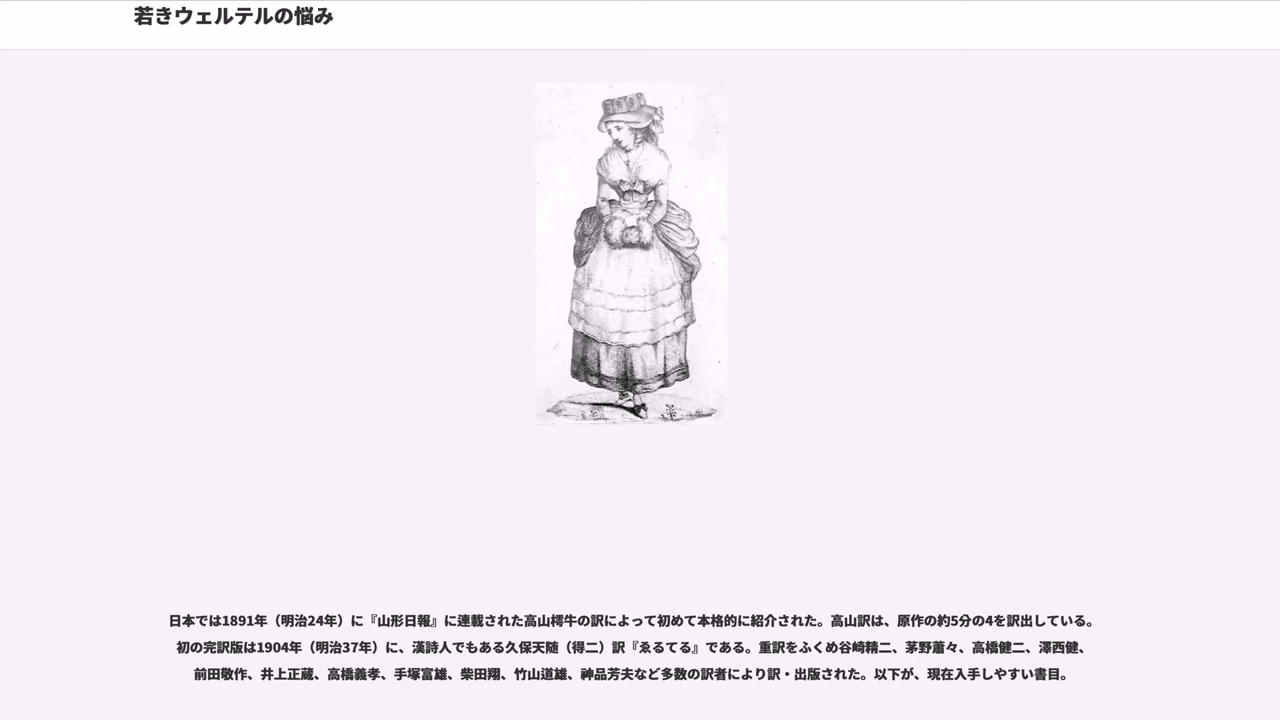 若きウェルテルの悩み
日本では1891年（明治24年）に『山形日報』に連載された高山樗牛の訳によって初めて本格的に紹介された。高山訳は、原作の約5分の4を訳出している。
初の完訳版は1904年（明治37年）に、漢詩人でもある久保天随（得二）訳『ゑるてる』である。重訳をふくめ谷崎精二、茅野蕭々、高橋健二、澤西健、
前田敬作、井上正蔵、高橋義孝、手塚富雄、柴田翔、竹山道雄、神品芳夫など多数の訳者により訳・出版された。以下が、現在入手しやすい書目。